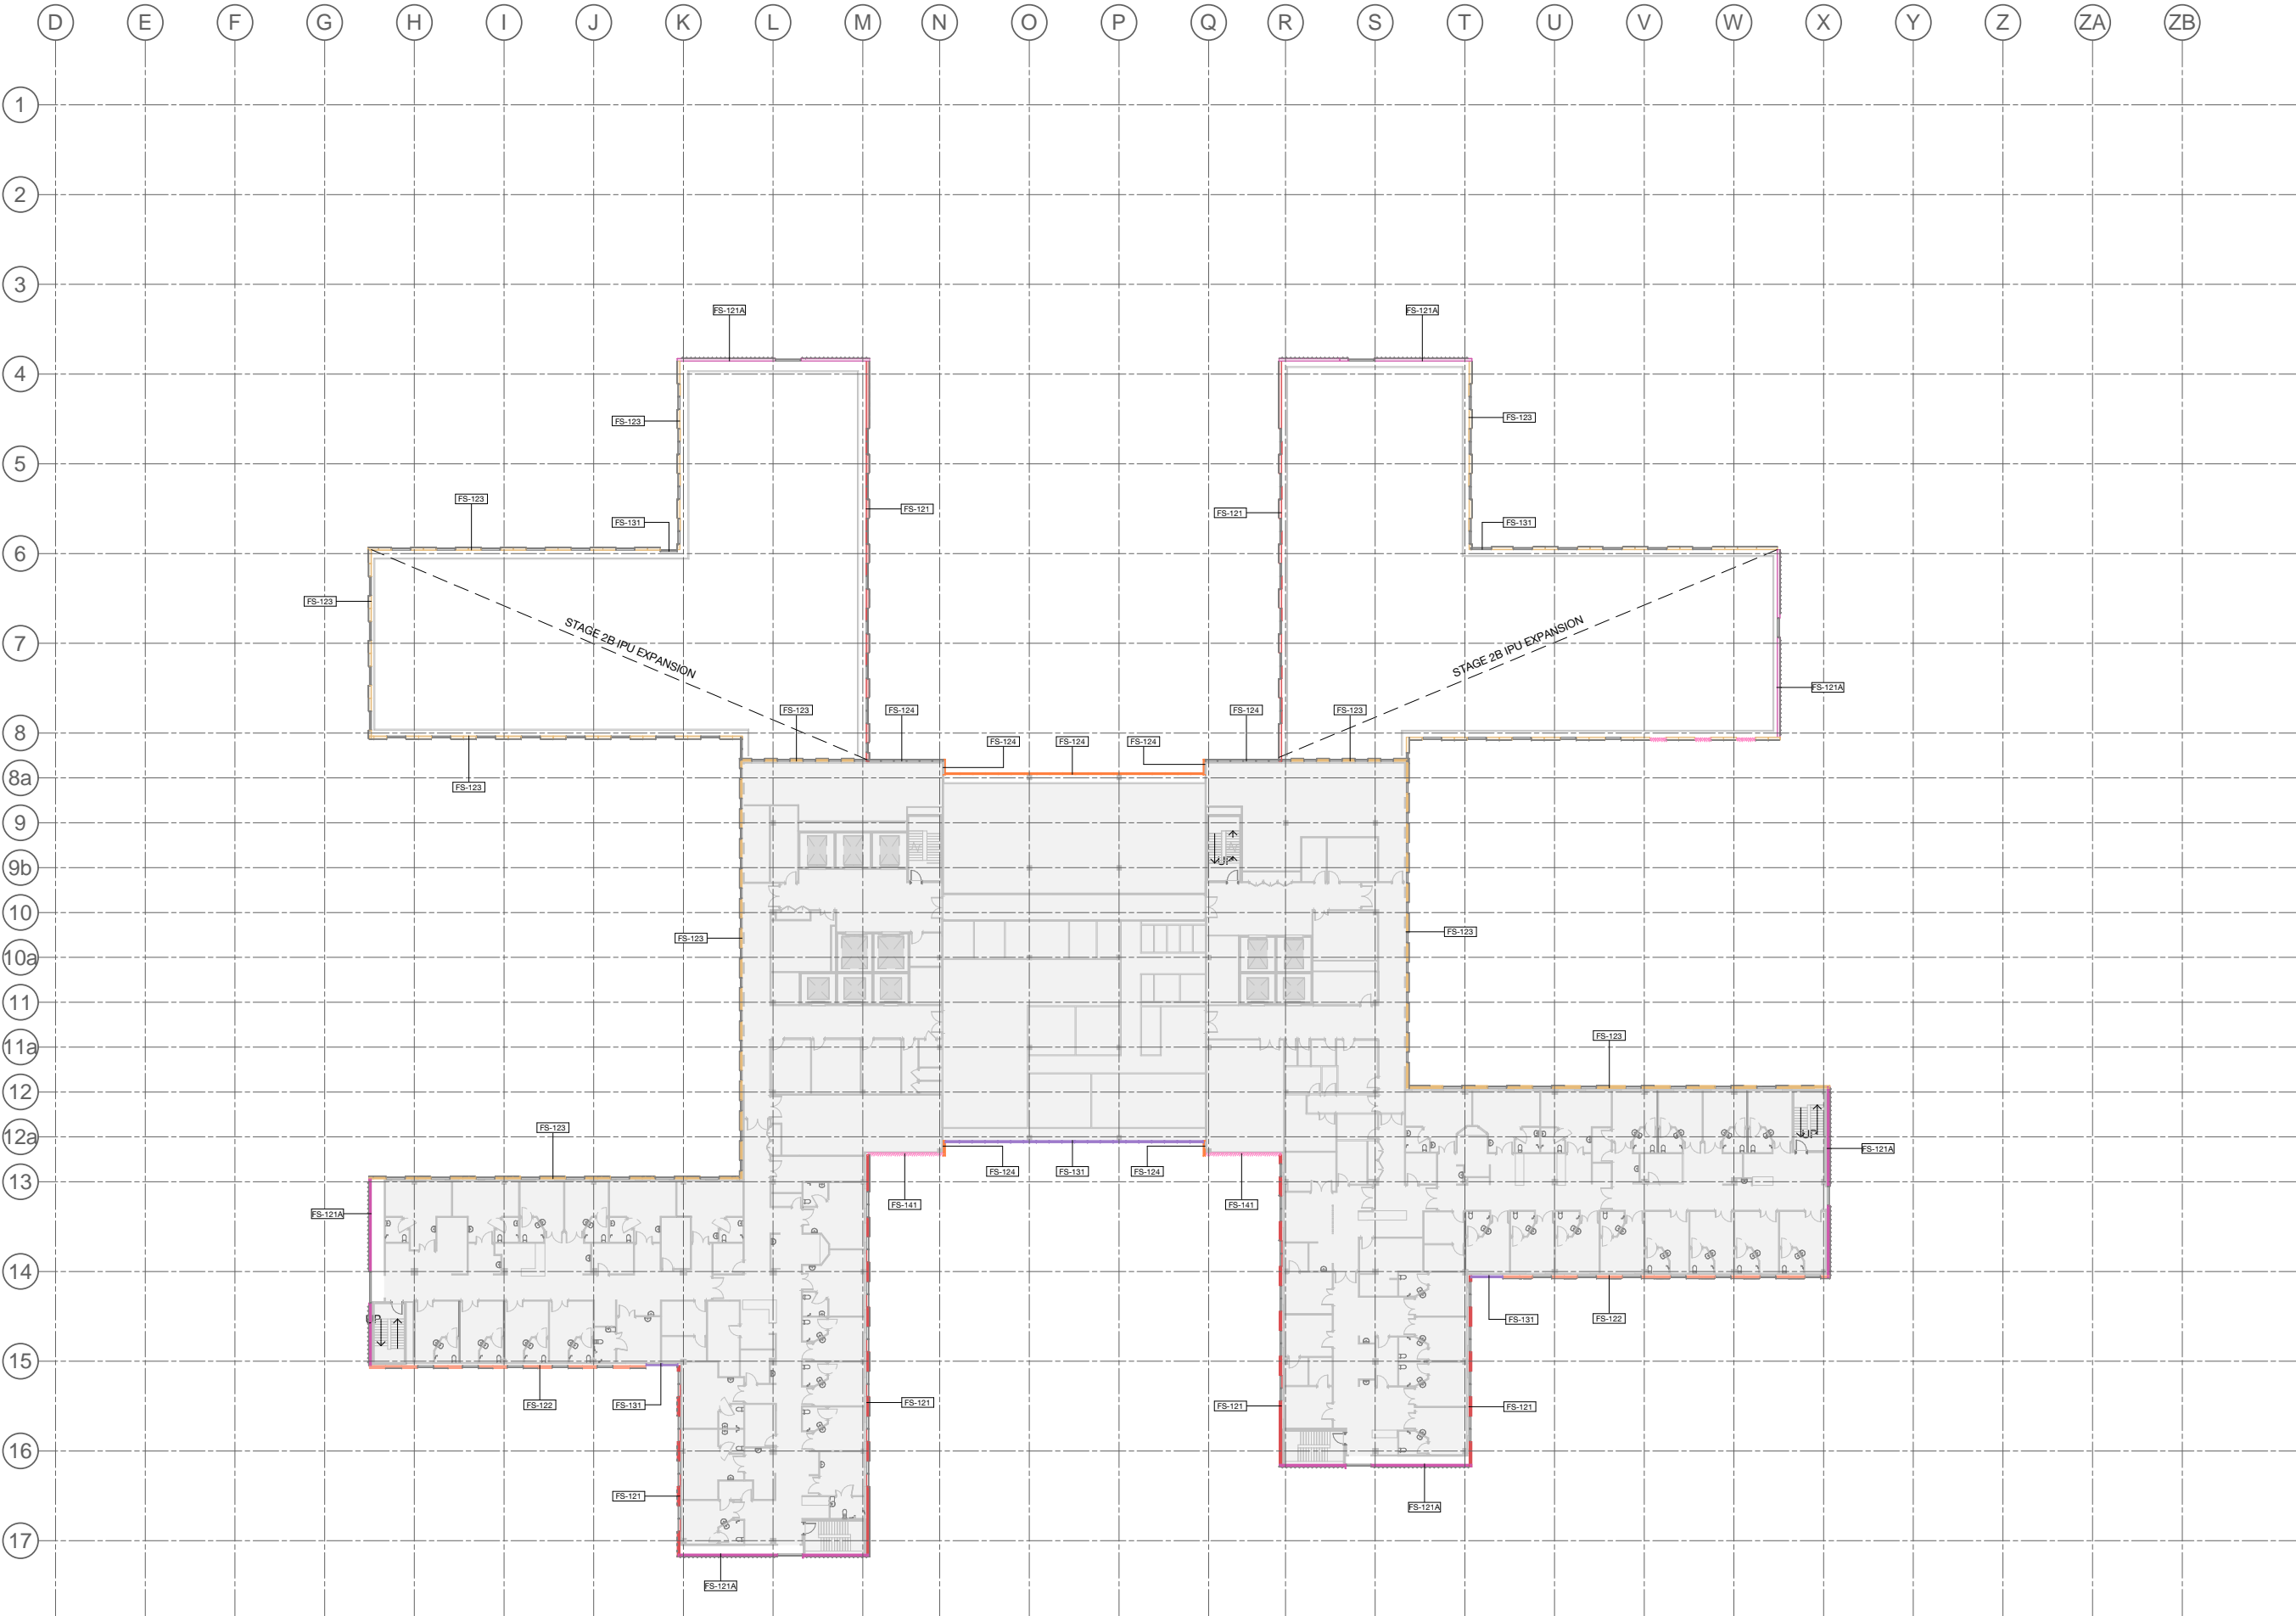 D E F G H I J K L M N O P Q R S T U V W X Y Z ZA ZB
1
2
3
FS-121A FS-121A
4
FS-123 FS-123
5
FS-123
FS-121 FS-121
FS-131 FS-131
6
FS-123
STAGE 2B IPU EXPANSION STAGE 2B IPU EXPANSION
7
FS-121A
FS-123 FS-124 FS-124 FS-123
8
FS-124 FS-124 FS-124
8a
FS-123
9
UP
9b
10
FS-123 FS-123
10a
11
FS-123
11a
12
FS-123
12a
UP
FS-121A
FS-124 FS-131 FS-124
13
FS-141 FS-141
FS-121A
14
UP
FS-131 FS-122
15
FS-122 FS-131 FS-121 FS-121 FS-121
16
FS-121
FS-121A
17
FS-121A